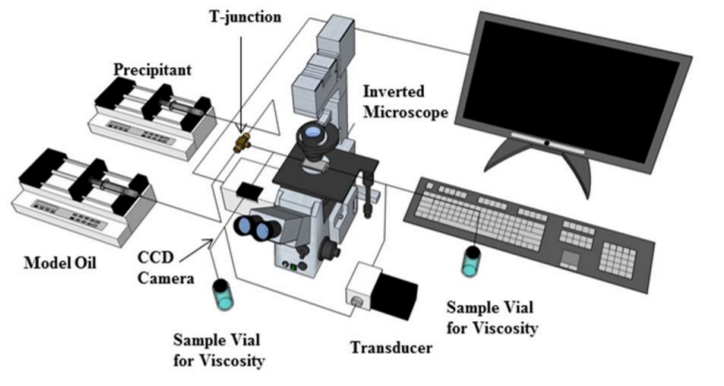 T-junction
Precipitant
Inverted
Microscope
Model Oil
CCD
Camera
Sample Vial
for Viscosity
Transducer
Sample Vial
for Viscosity